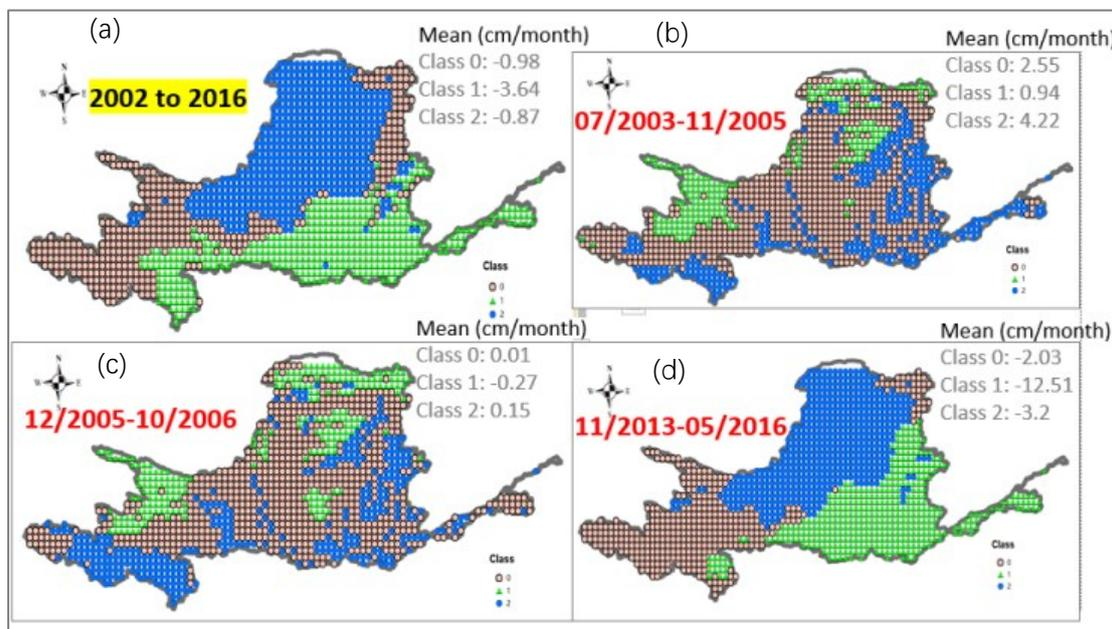 (a)
Mean (cm/month)
Class 0: -0.98
Class 1: -3.64
Class 2: -0.87
N
W E
S
2002 to 2016
Class
0
1
2
(b)
Mean (cm/month)
Class 0: 2.55
Class 1: 0.94
Class 2: 4.22
N
W E
S
07/2003-11/2005
Class
0
1
2
(c)
Mean (cm/month)
Class 0: 0.01
Class 1: -0.27
Class 2: 0.15
N
W E
S
12/2005-10/2006
Class
0
1
2
(d)
Mean (cm/month)
Class 0: -2.03
Class 1: -12.51
Class 2: -3.2
N
W E
S
11/2013-05/2016
Class
0
1
2